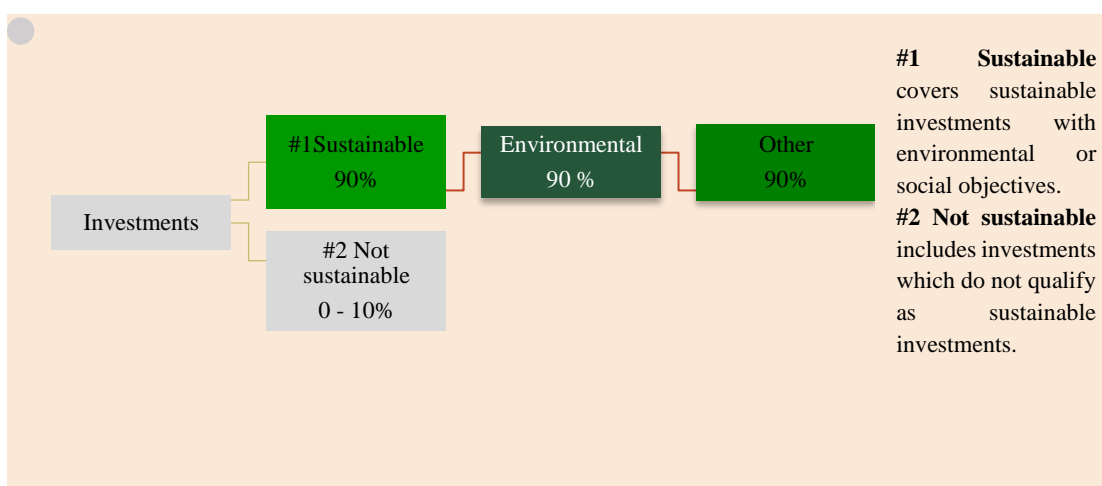 Investments
#1Sustainable
90%
#2 Not
sustainable
0 - 10%
Environmental
90 %
Other
90%
#1 Sustainable
covers sustainable
investments with
environmental or
social objectives.
#2 Not sustainable
includes investments
which do not qualify
as sustainable
investments.